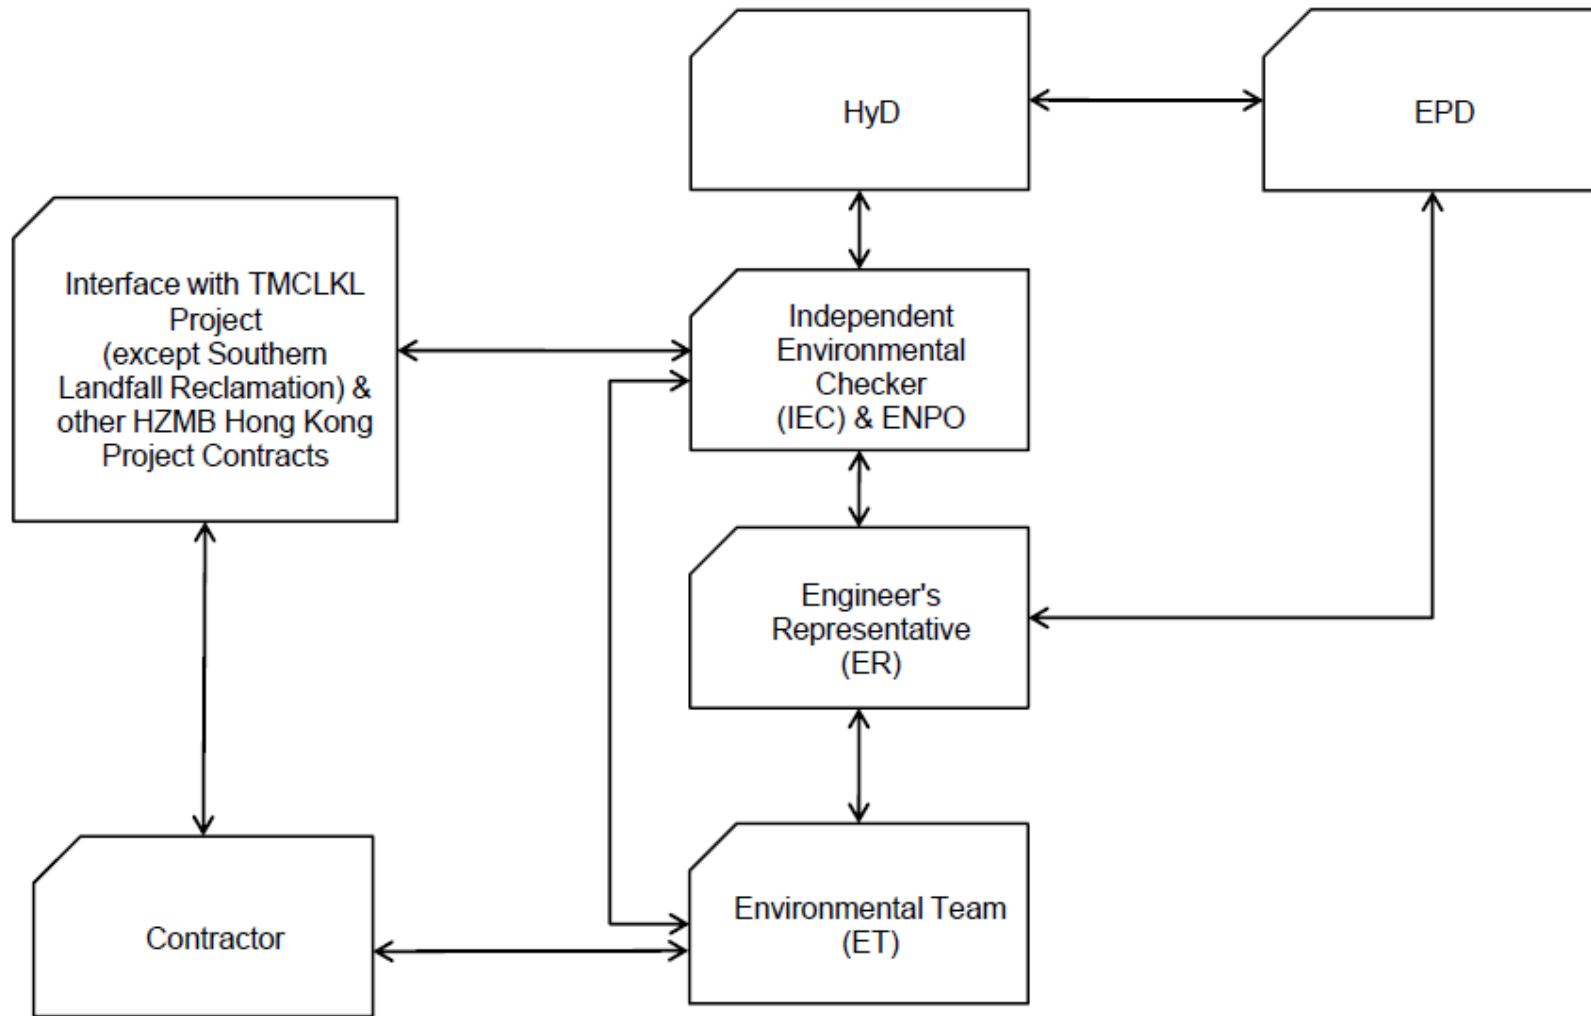 HyD
EPD
Interface with TMCLKL
Project
(except Southern
Landfall Reclamation) &
other HZMB Hong Kong
Project Contracts
Independent
Environmental
Checker
(IEC) & ENPO
Engineer's
Representative
(ER)
Environmental Team
(ET)
Contractor